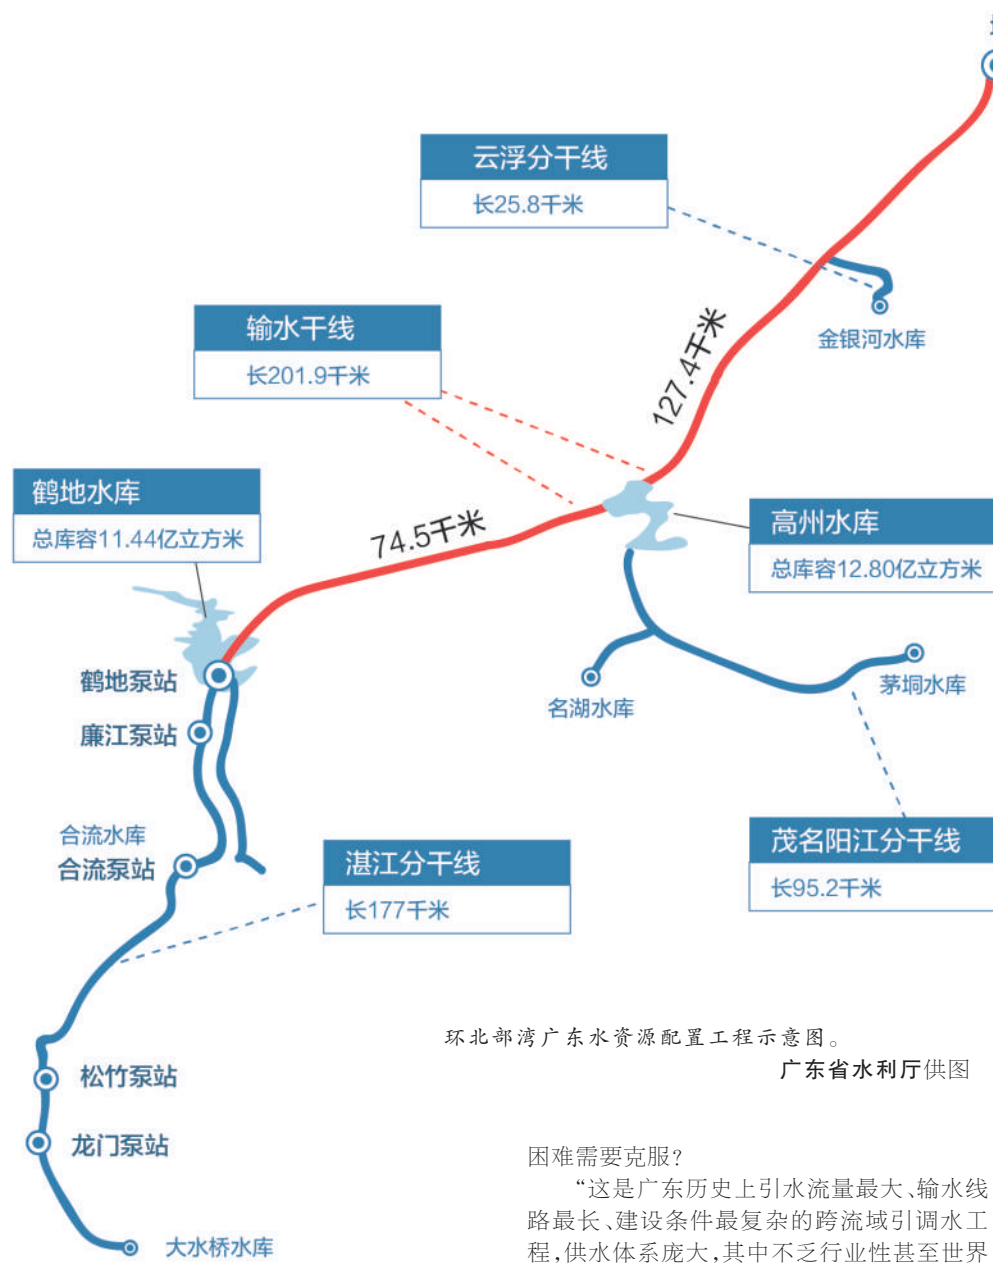 云浮分干线
长25.8千米
金银河水库
输水干线
长201.9千米
127.4千米
鹤地水库
总库容11.44亿立方米
74.5千米
高州水库
总库容12.80亿立方米
鹤地泵站
廉江泵站
名湖水库
茅垌水库
合流水库
合流泵站
湛江分干线
长177千米
茂名阳江分干线
长95.2千米
松竹泵站
龙门泵站
大水桥水库
环北部湾广东水资源配置工程示意图。
广东省水利厅供图
困难需要克服？
“这是广东历史上引水流量最大、输水线
路最长、建设条件最复杂的跨流域引调水工
程，供水体系庞大，其中不乏行业性甚至世界